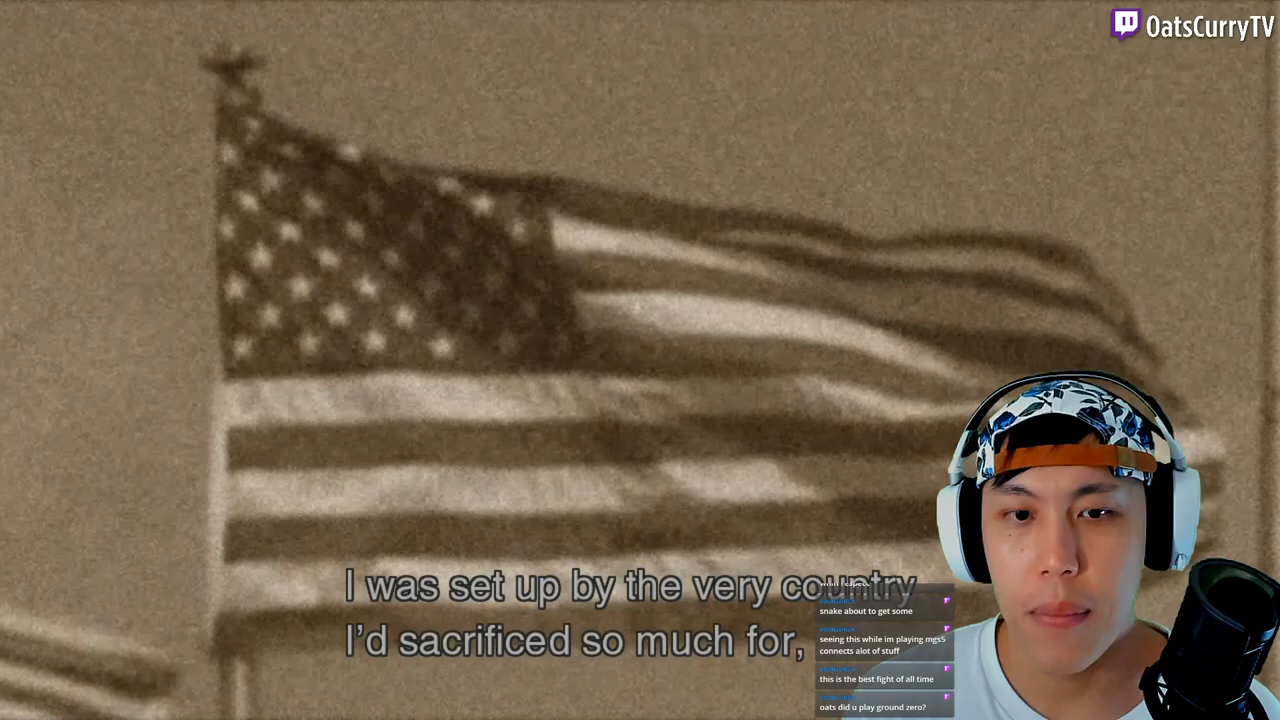 OatsCurryTV
I was set up by the very country
I'd sacrificed so much for,
snake about to get some
seeing this while im playing mgs5
connects alot of stuff
this is the best fight of all time
oats did u play ground zero?